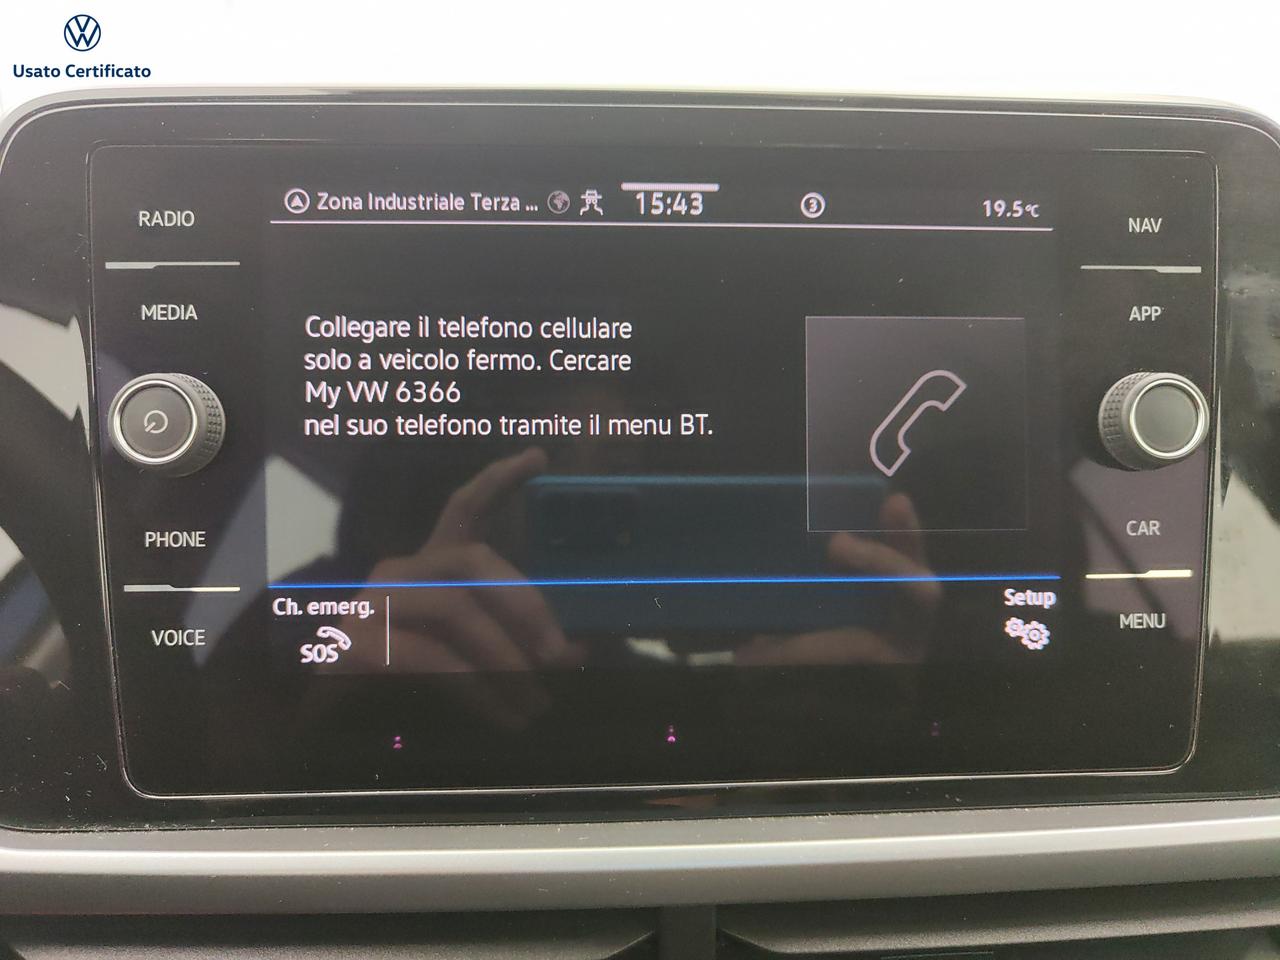 Usato Certificato
Zona Industriale Terza ... 15:43 3 19.5°C
RADIO
MEDIA
PHONE
VOICE
Collegare il telefono cellulare
solo a veicolo fermo. Cercare
My VW 6366
nel suo telefono tramite il menu BT.
Ch. emerg.
SOS
Setup
NAV
APP
CAR
MENU